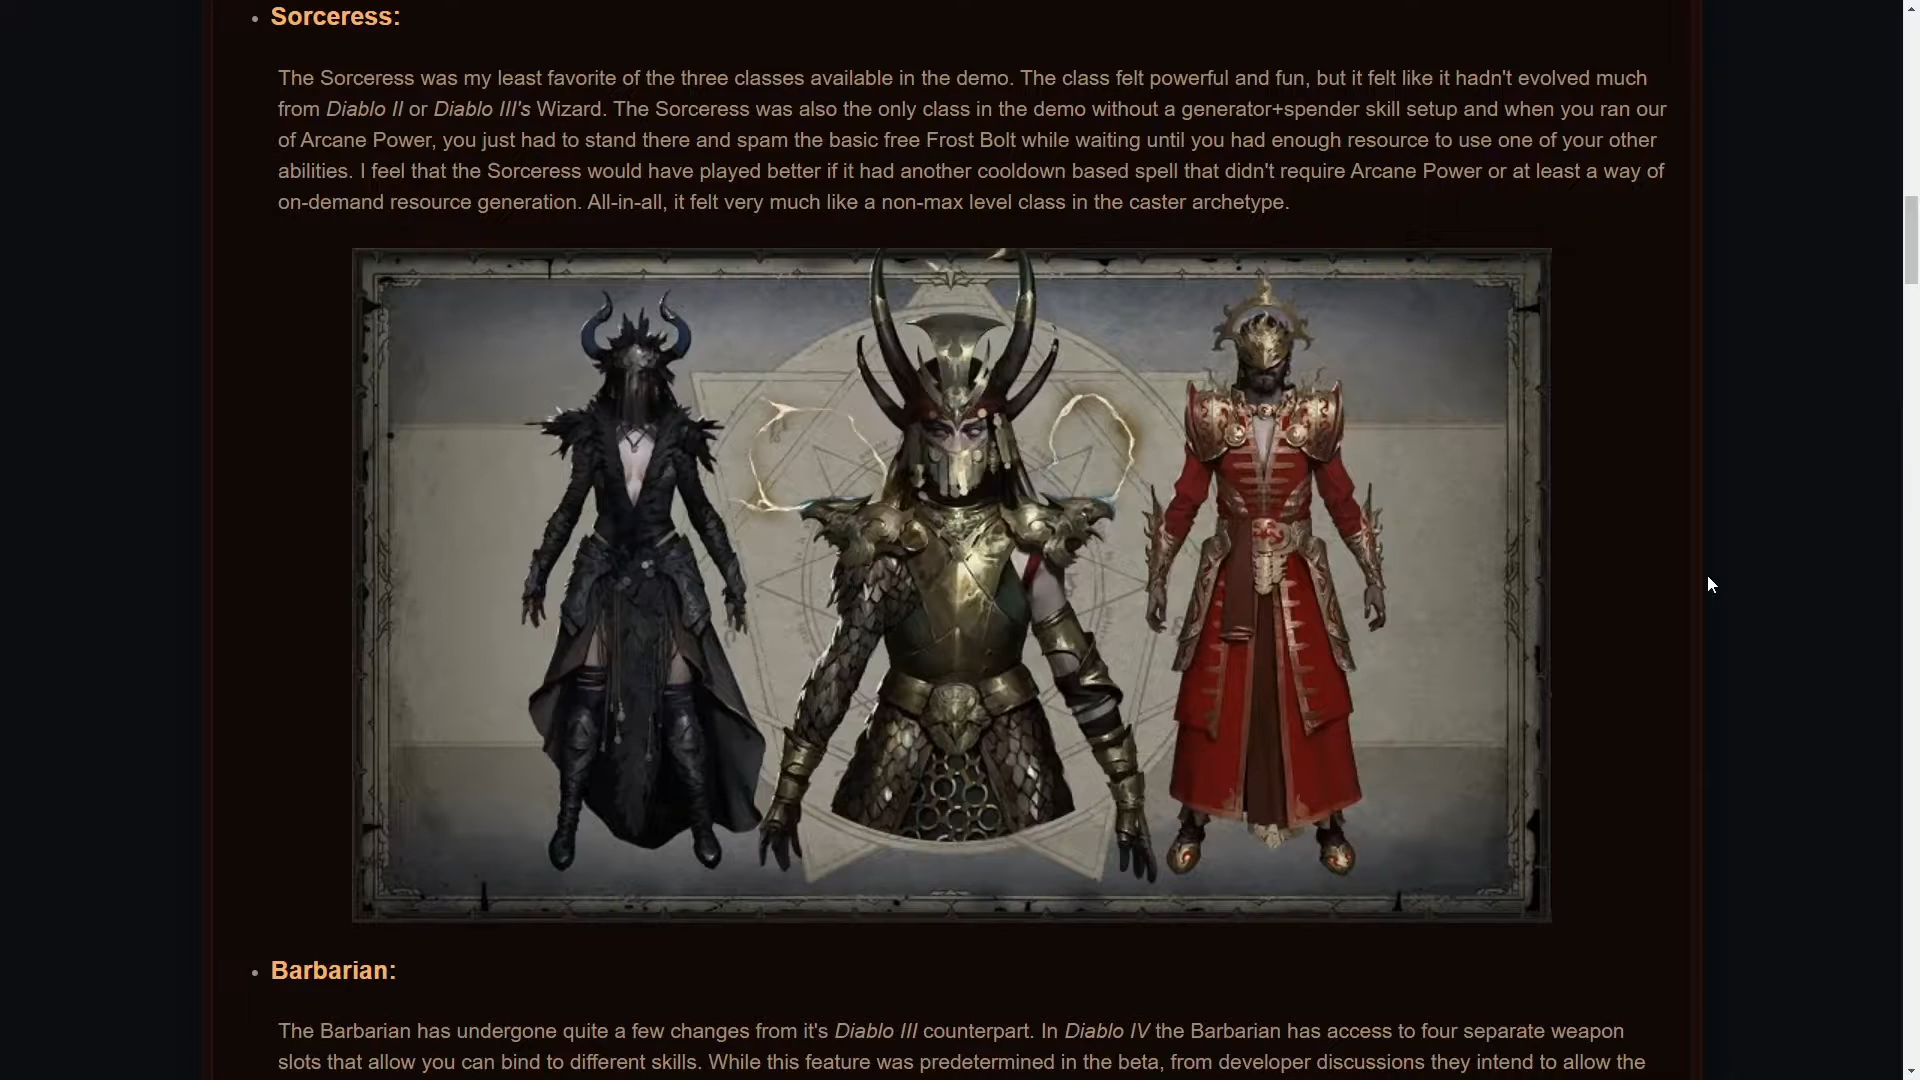 • Sorceress:
The Sorceress was my least favorite of the three classes available in the demo. The class felt powerful and fun, but it felt like it hadn't evolved much
from Diablo II or Diablo III's Wizard. The Sorceress was also the only class in the demo without a generator+spender skill setup and when you ran our
of Arcane Power, you just had to stand there and spam the basic free Frost Bolt while waiting until you had enough resource to use one of your other
abilities. I feel that the Sorceress would have played better if it had another cooldown based spell that didn't require Arcane Power or at least a way of
on-demand resource generation. All-in-all, it felt very much like a non-max level class in the caster archetype.
• Barbarian:
The Barbarian has undergone quite a few changes from it's Diablo III counterpart. In Diablo IV the Barbarian has access to four separate weapon
slots that allow you can bind to different skills. While this feature was predetermined in the beta, from developer discussions they intend to allow the